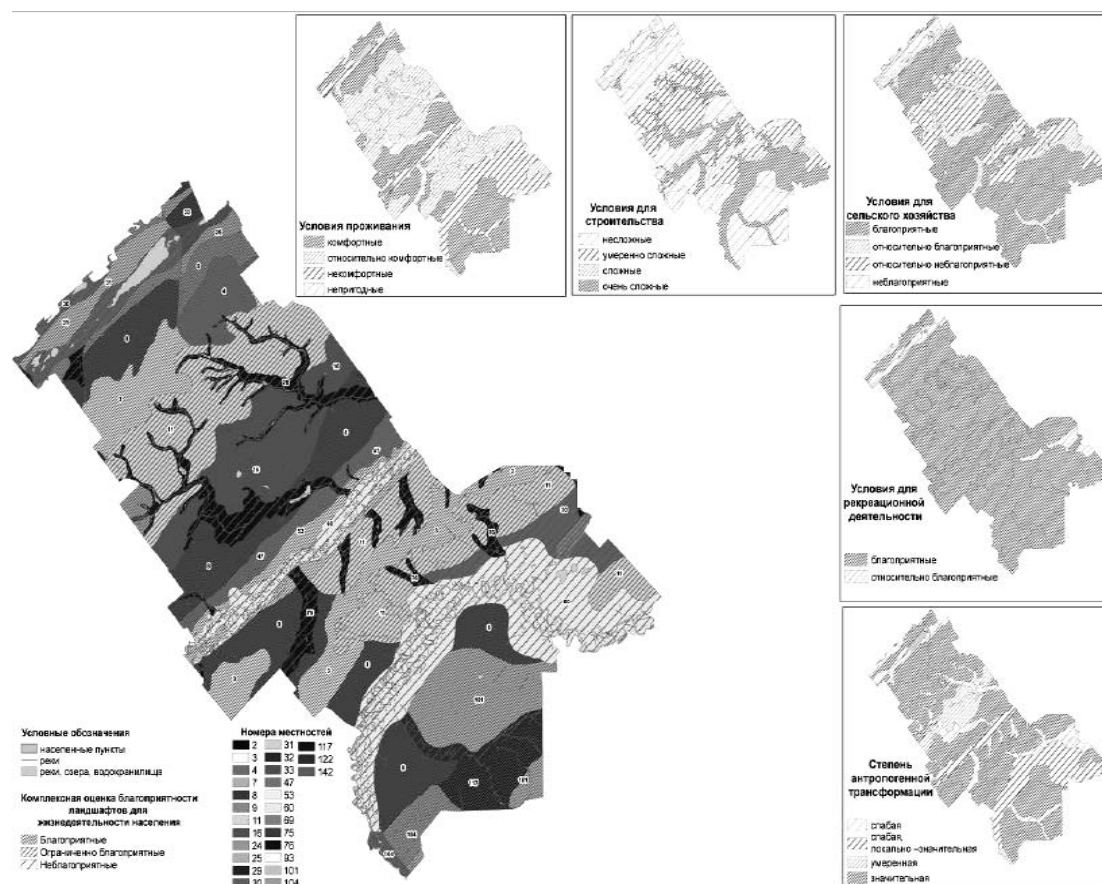 Условия проживания
комфортные
относительно комфортные
некомфортные
непригодные
Условия для
строительства
несложные
умеренно сложные
сложные
очень сложные
Условия для
сельского хозяйства
благоприятные
относительно благоприятные
относительно неблагоприятные
неблагоприятные
Условия для
рекреационной
деятельности
благоприятные
относительно благоприятные
Степень
антропогенной
трансформации
слабая
слабая,
локально -значительная
умеренная
значительная
Условные обозначения
населенные пункты
реки
реки, озера, водохранилища
Комплексная оценка благоприятности
ландшафтов для
жизнедеятельности населения
Благоприятные
Ограниченно благоприятные
Неблагоприятные
Номера местностей
2 31 117
3 32 122
4 33 142
7 47
8 53
9 60
11 69
16 75
24 76
25 93
29 101
30 104